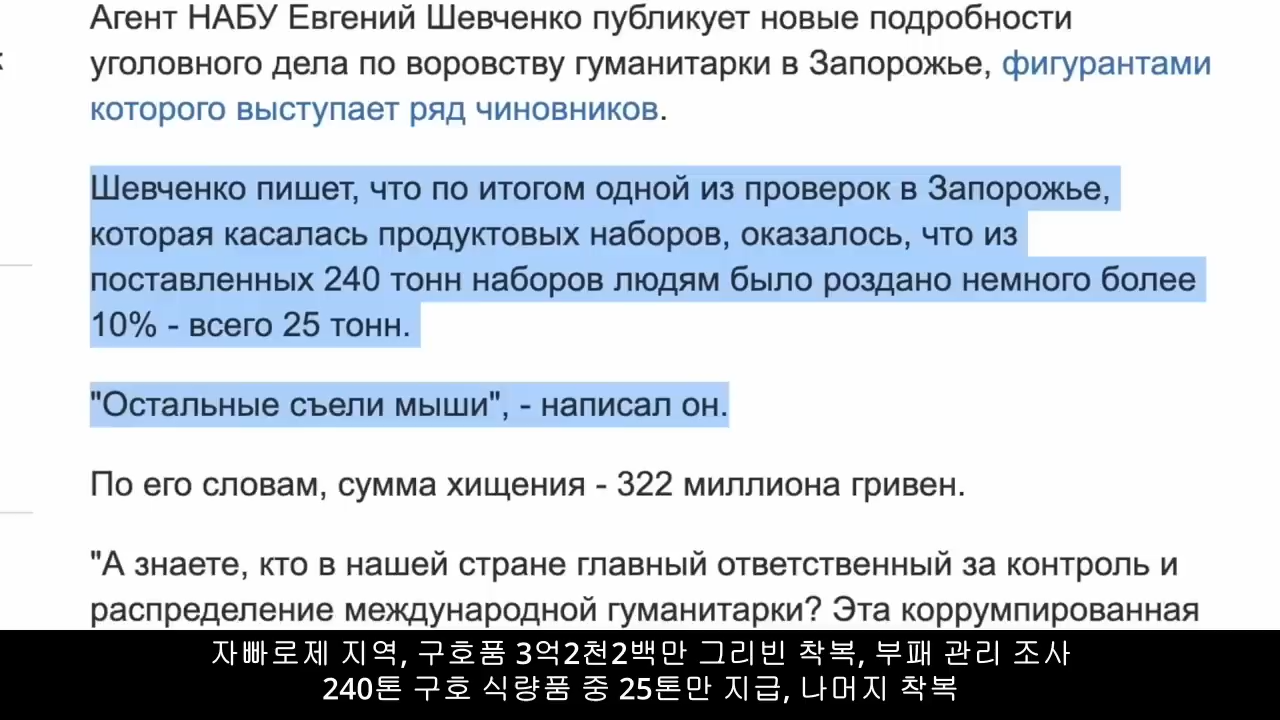 Агент НАБУ Евгений Шевченко публикует новые подробности
уголовного дела по воровству гуманитарки в Запорожье, фигурантами
которого выступает ряд чиновников.
Шевченко пишет, что по итогом одной из проверок в Запорожье,
которая касалась продуктовых наборов, оказалось, что из
поставленных 240 тонн наборов людям было роздано немного более
10% - всего 25 тонн.
"Остальные съели мыши", - написал он.
По его словам, сумма хищения - 322 миллиона гривен.
"А знаете, кто в нашей стране главный ответственный за контроль и
распределение международной гуманитарки? Эта коррумпированная
자빠로제 지역, 구호품 3억2천2백만 그리빈 착복, 부패 관리 조사
240톤 구호 식량품 중 25톤만 지급, 나머지 착복